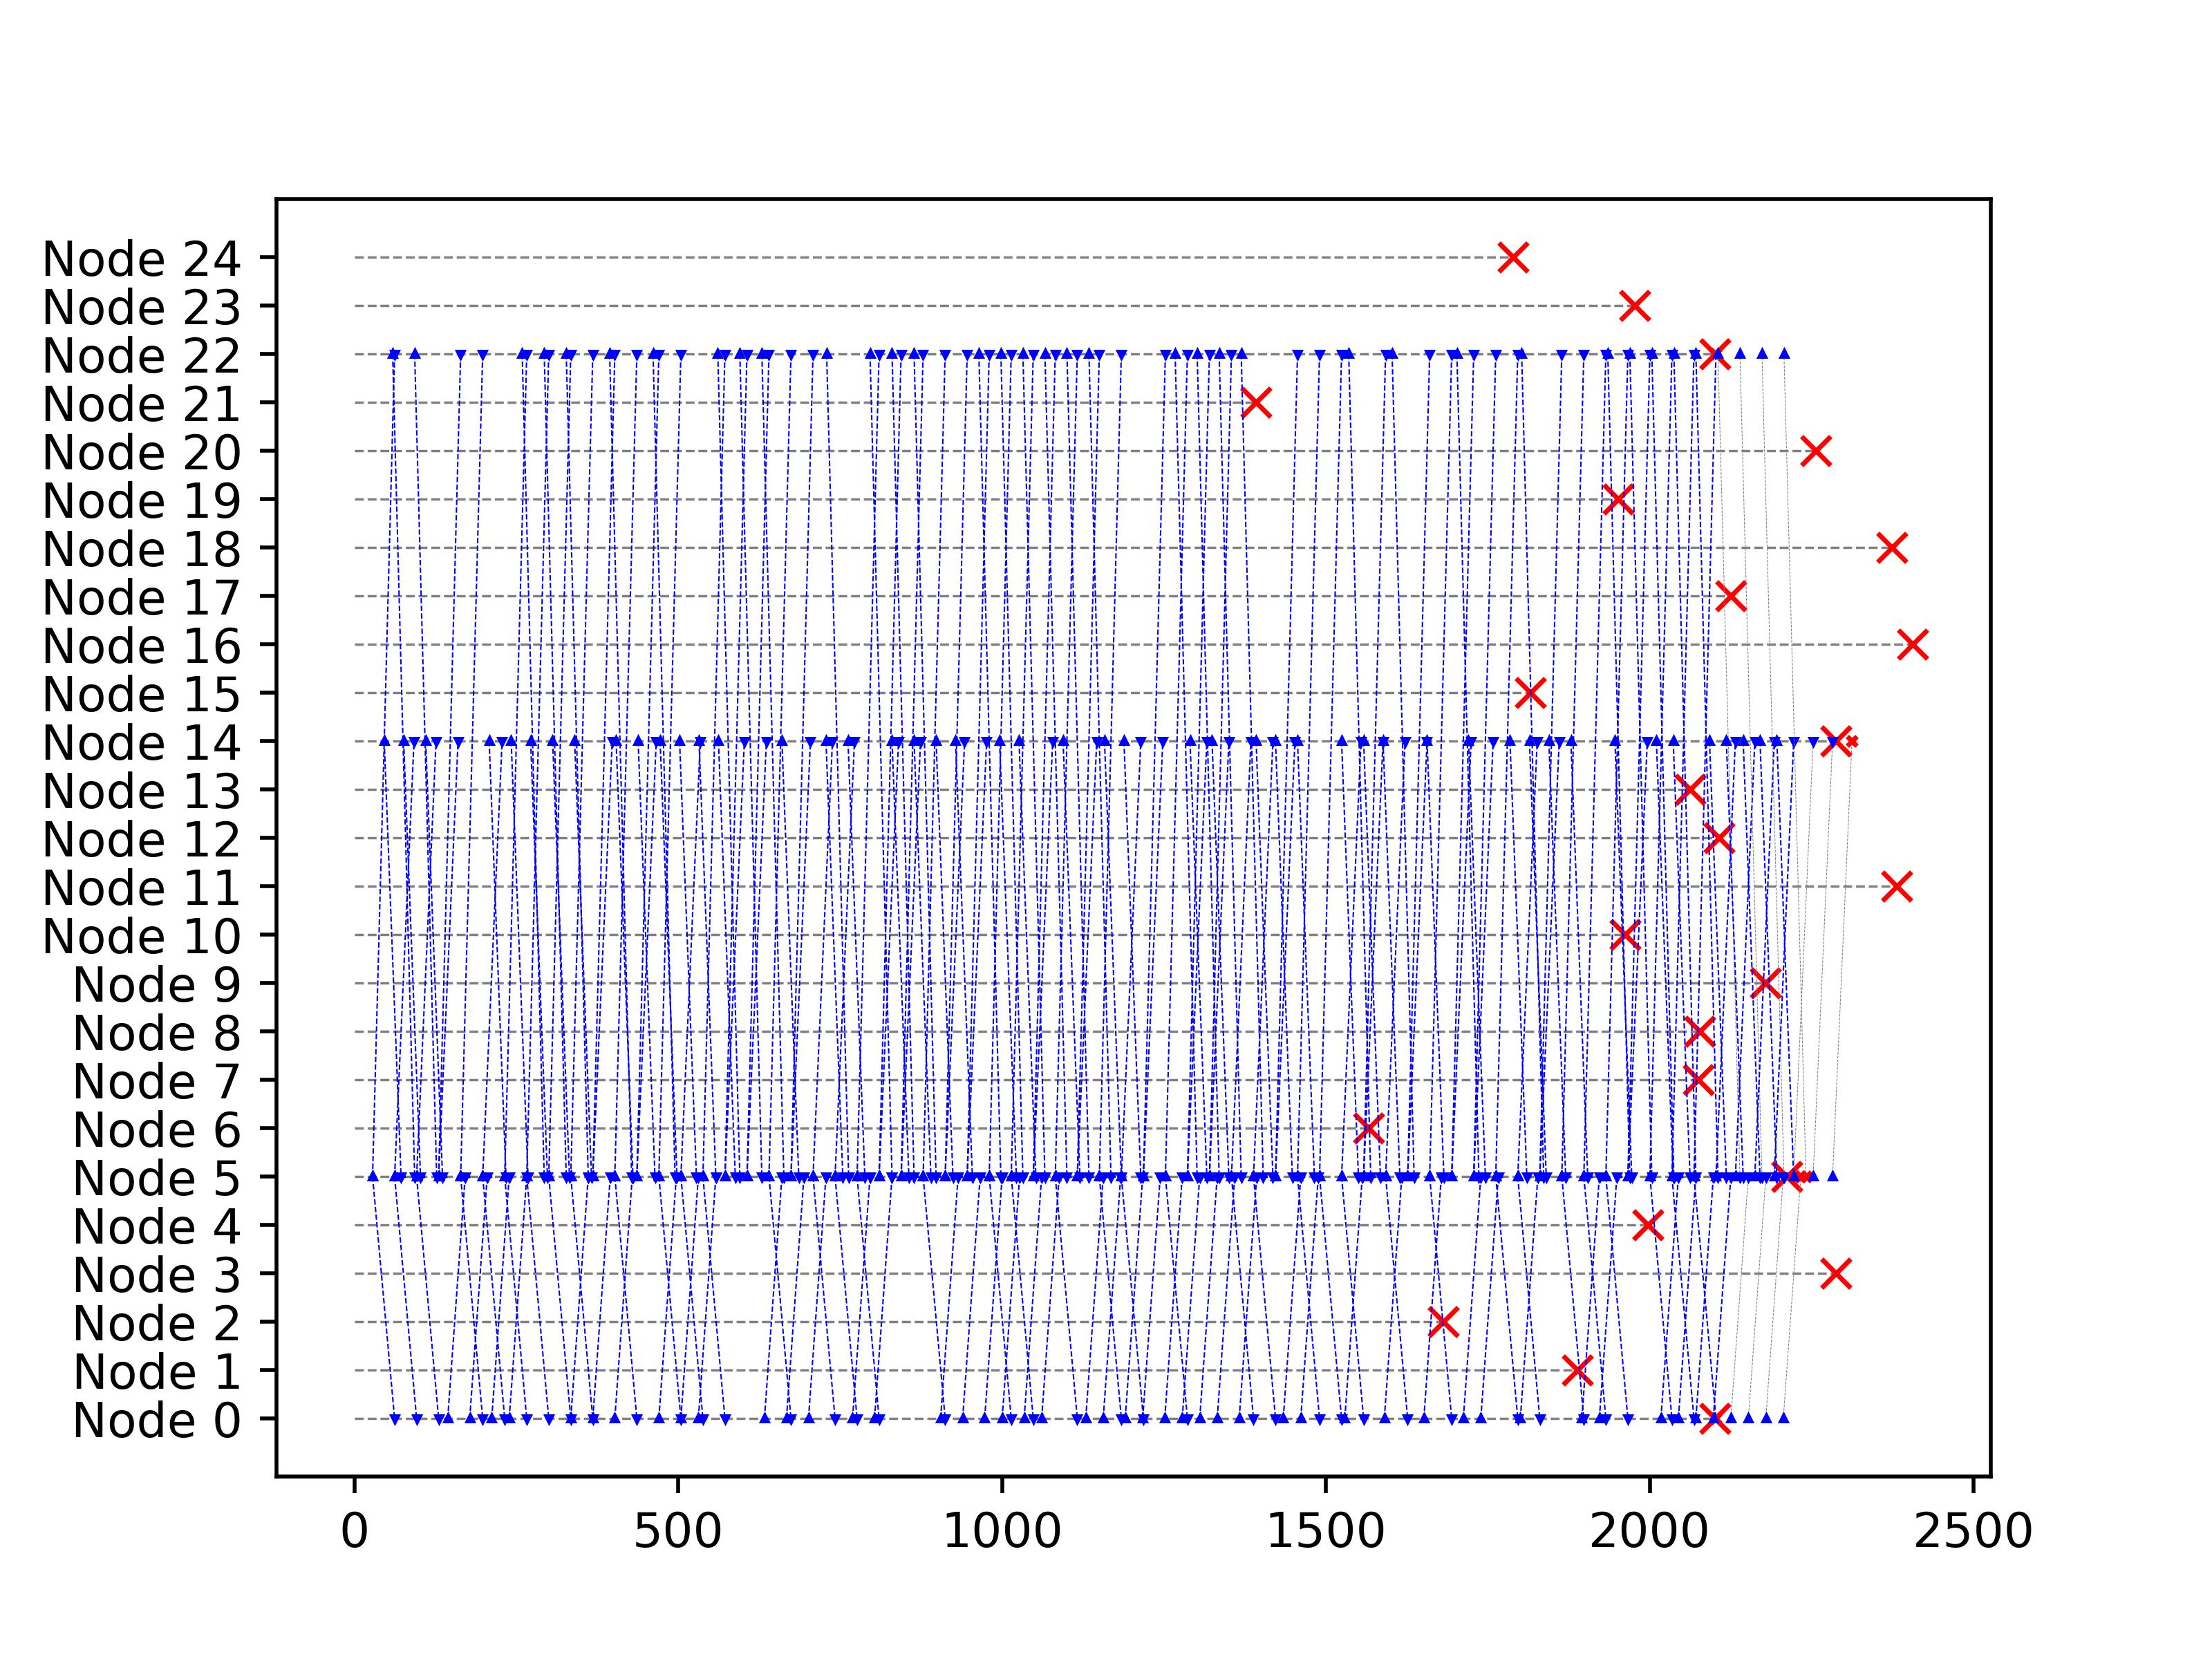 Node 24
Node 23
Node 22
Node 21
Node 20
Node 19
Node 18
Node 17
Node 16
Node 15
Node 14
Node 13
Node 12
Node 11
Node 10
Node 9
Node 8
Node 7
Node 6
Node 5
Node 4
Node 3
Node 2
Node 1
Node 0
0 500 1000 1500 2000 2500